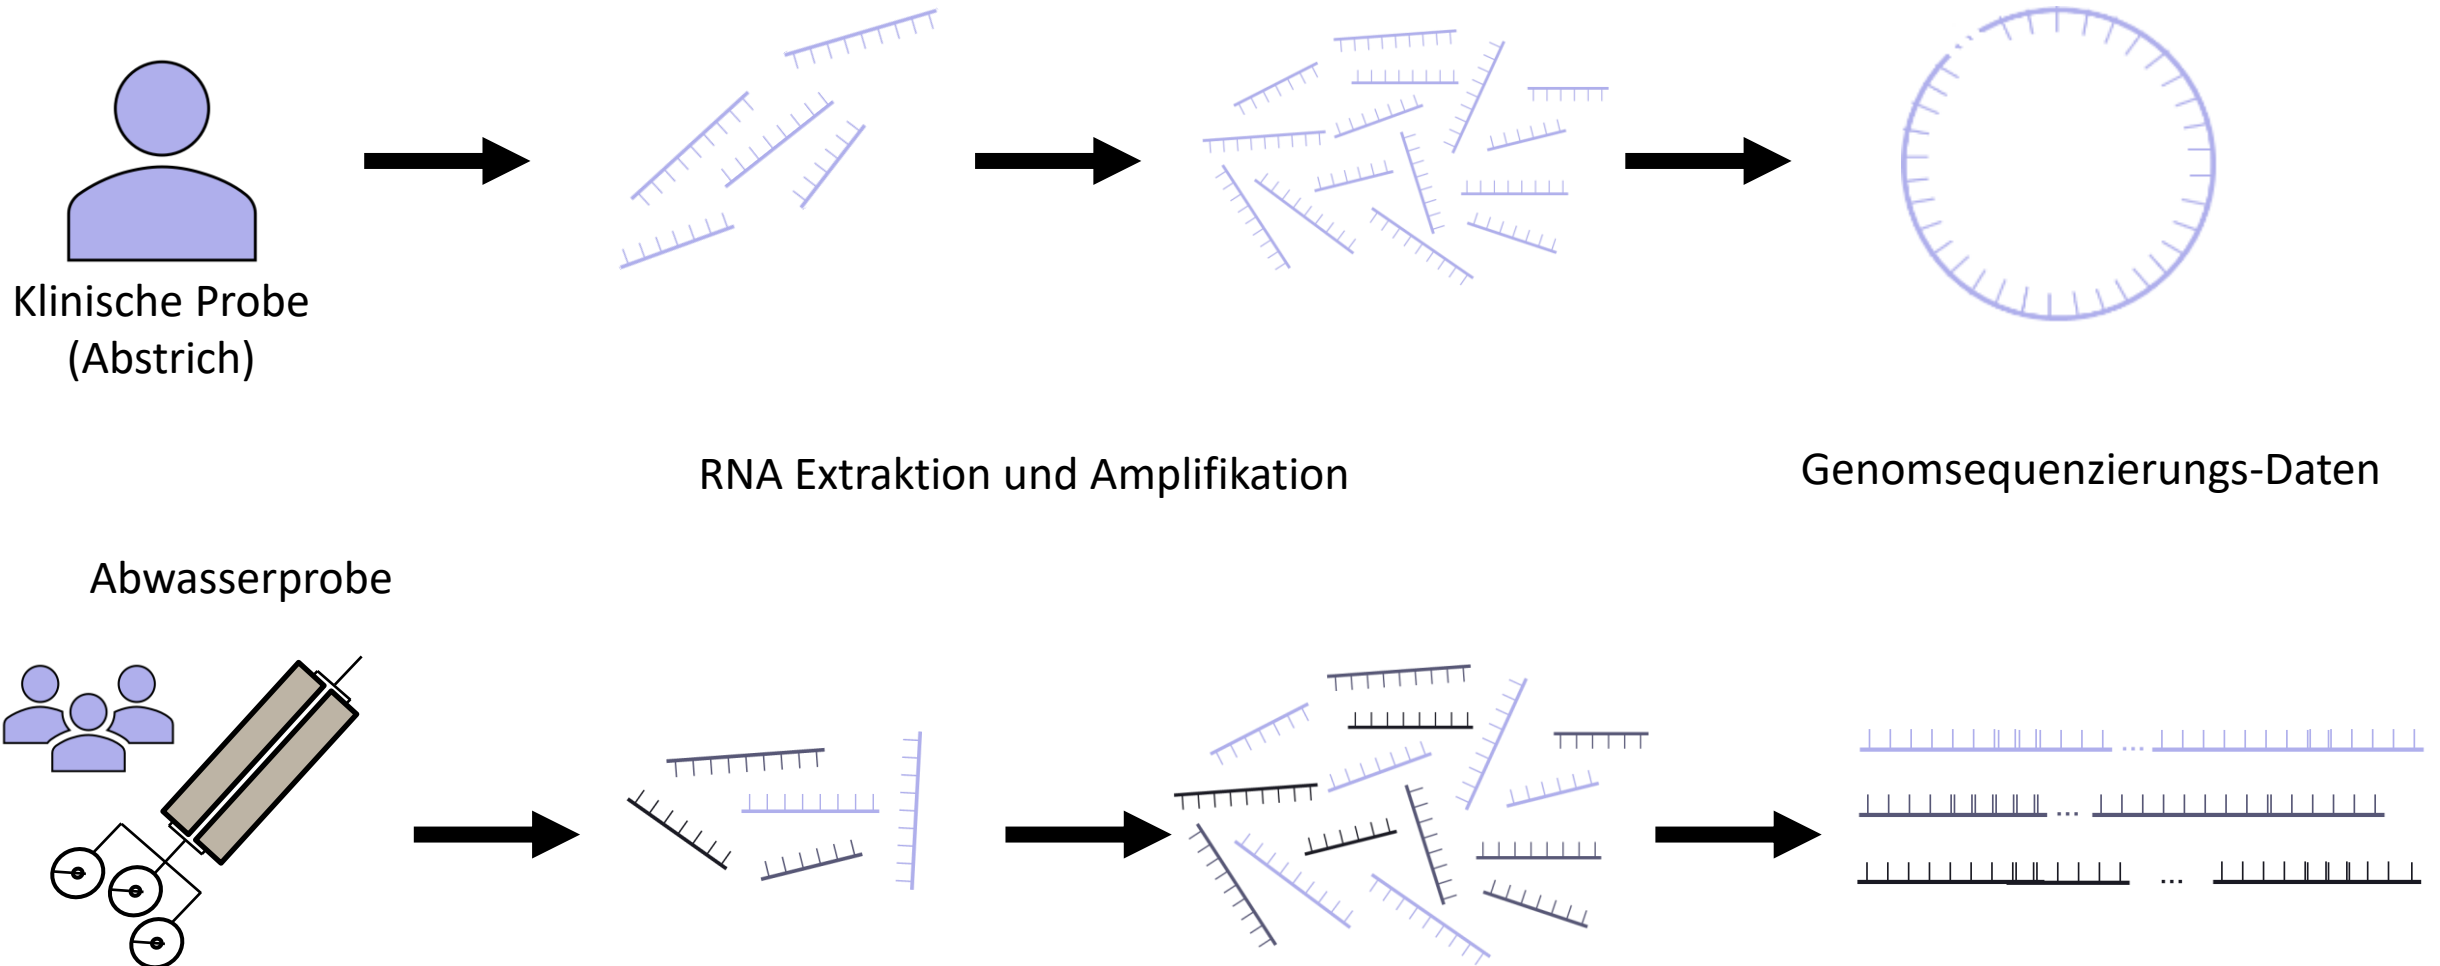 Klinische Probe
(Abstrich)
RNA Extraktion und Amplifikation
Genomsequenzierungs-Daten
Abwasserprobe
...
...
...